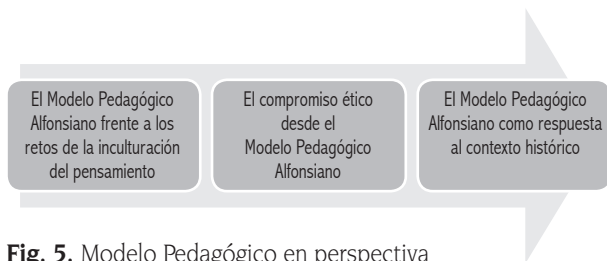 El Modelo Pedagógico
Alfonsiano frente a los
retos de la inculturación
del pensamiento
El compromiso ético
desde el
Modelo Pedagógico
Alfonsiano
El Modelo Pedagógico
Alfonsiano como respuesta
al contexto histórico
Fig. 5. Modelo Pedagógico en perspectiva